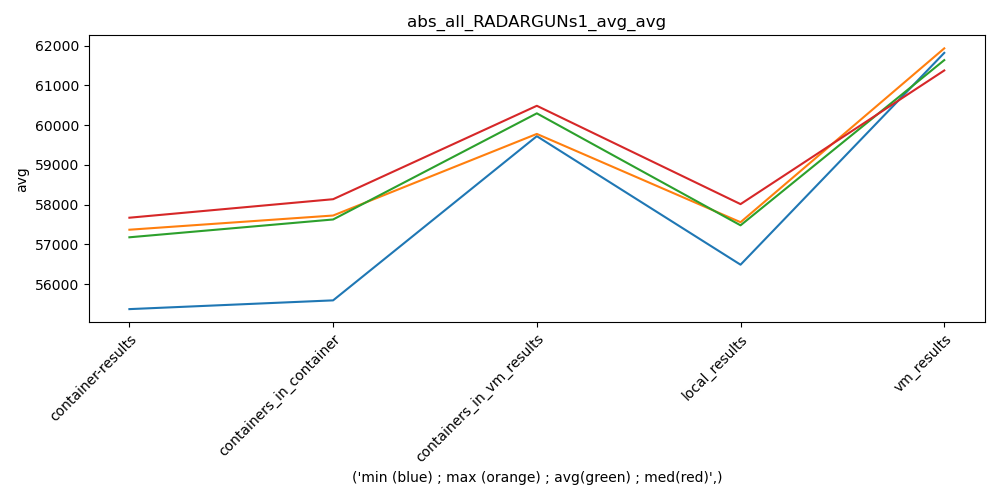 abs_all_RADARGUNs1_avg_avg
62000
61000
60000
59000
58000
57000
56000
avg
container-results
containers_in_container
containers_in_vm_results
local_results
vm_results
('min (blue) ; max (orange) ; avg(green) ; med(red)',)